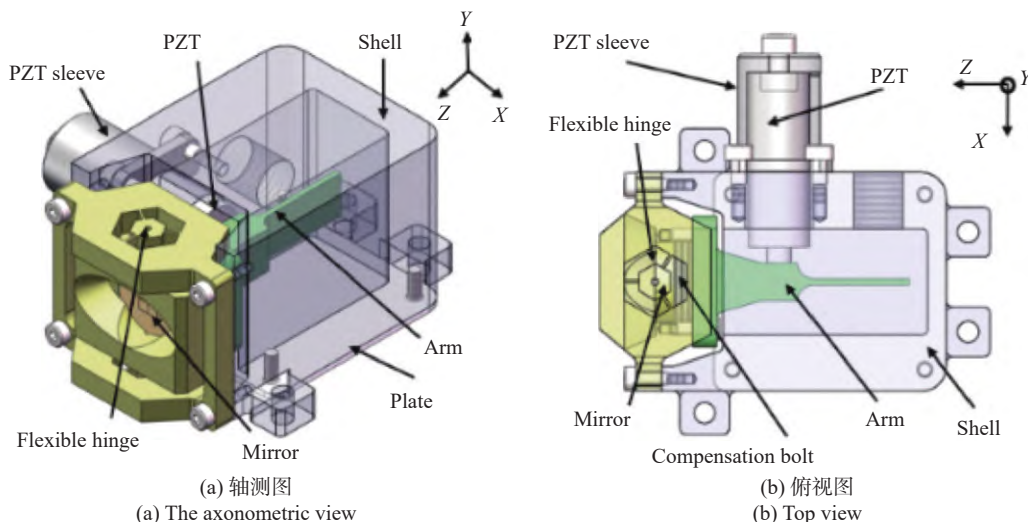 PZT
Shell
PZT sleeve
Y
Z
X
Arm
Plate
Flexible hinge
Mirror
(a) 轴测图
(a) The axonometric view
PZT sleeve
PZT
Z
Y
X
Flexible hinge
Mirror
Arm
Shell
Compensation bolt
(b) 俯视图
(b) Top view